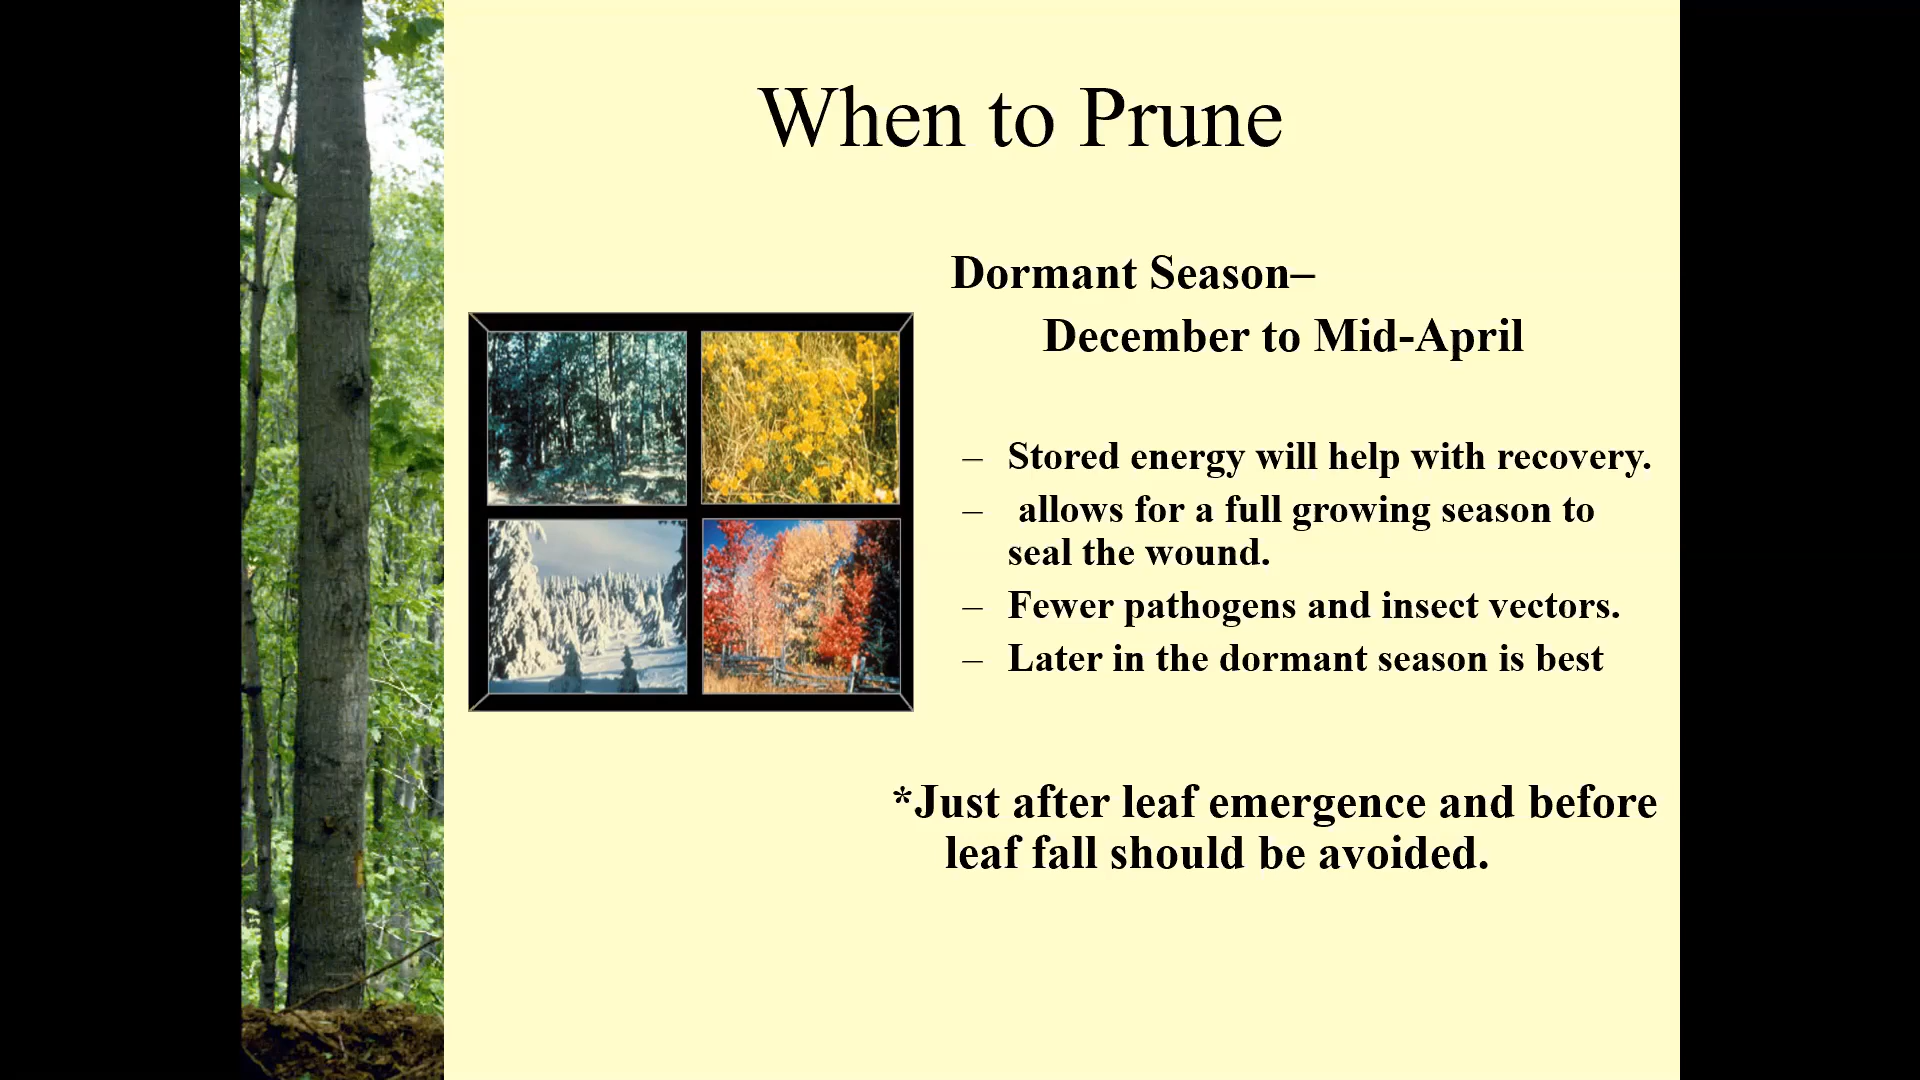 When to Prune
Dormant Season–
December to Mid-April
– Stored energy will help with recovery.
– allows for a full growing season to
seal the wound.
– Fewer pathogens and insect vectors.
– Later in the dormant season is best
*Just after leaf emergence and before
leaf fall should be avoided.